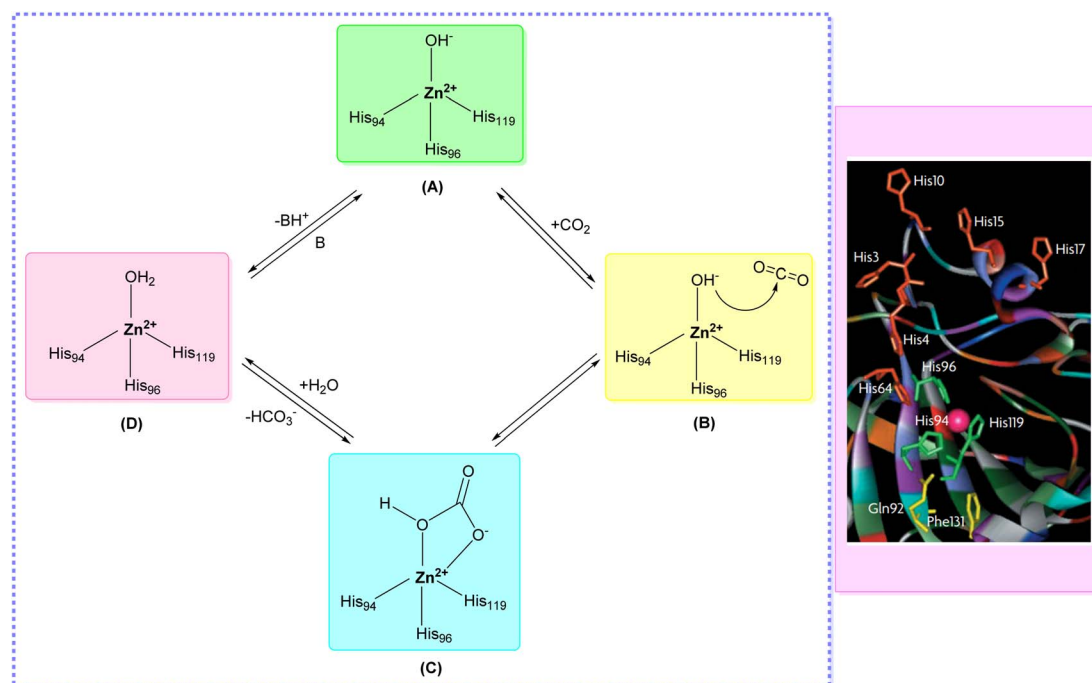 OH⁻
Zn²⁺
His₉₄
His₁₁₉
His₉₆
(A)
-BH⁺
B
+CO₂
OH₂
Zn²⁺
His₉₄
His₁₁₉
His₉₆
(D)
O=C=O
OH⁻
Zn²⁺
His₉₄
His₁₁₉
His₉₆
(B)
+H₂O
-HCO₃⁻
O
H
O
O⁻
Zn²⁺
His₉₄
His₁₁₉
His₉₆
(C)
His10
His15
His17
His3
His4
His96
His64
His94
His119
Gln92
Phe131